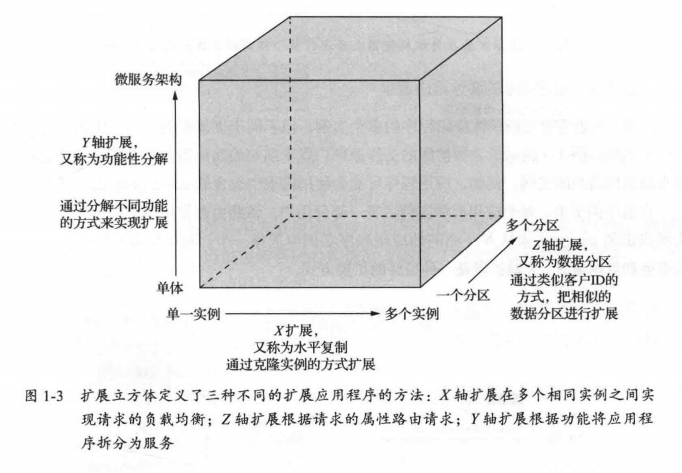 微服务架构
Y轴扩展,
又称为功能性分解
通过分解不同功能
的方式来实现扩展
单体
多个分区
Z轴扩展,
又称为数据分区
通过类似客户ID的
方式,把相似的
数据分区进行扩展
一个分区
单一实例
多个实例
X扩展,
又称为水平复制
通过克隆实例的方式扩展
图 1-3 扩展立方体定义了三种不同的扩展应用程序的方法:X轴扩展在多个相同实例之间实
现请求的负载均衡;Z轴扩展根据请求的属性路由请求;Y轴扩展根据功能将应用程
序拆分为服务